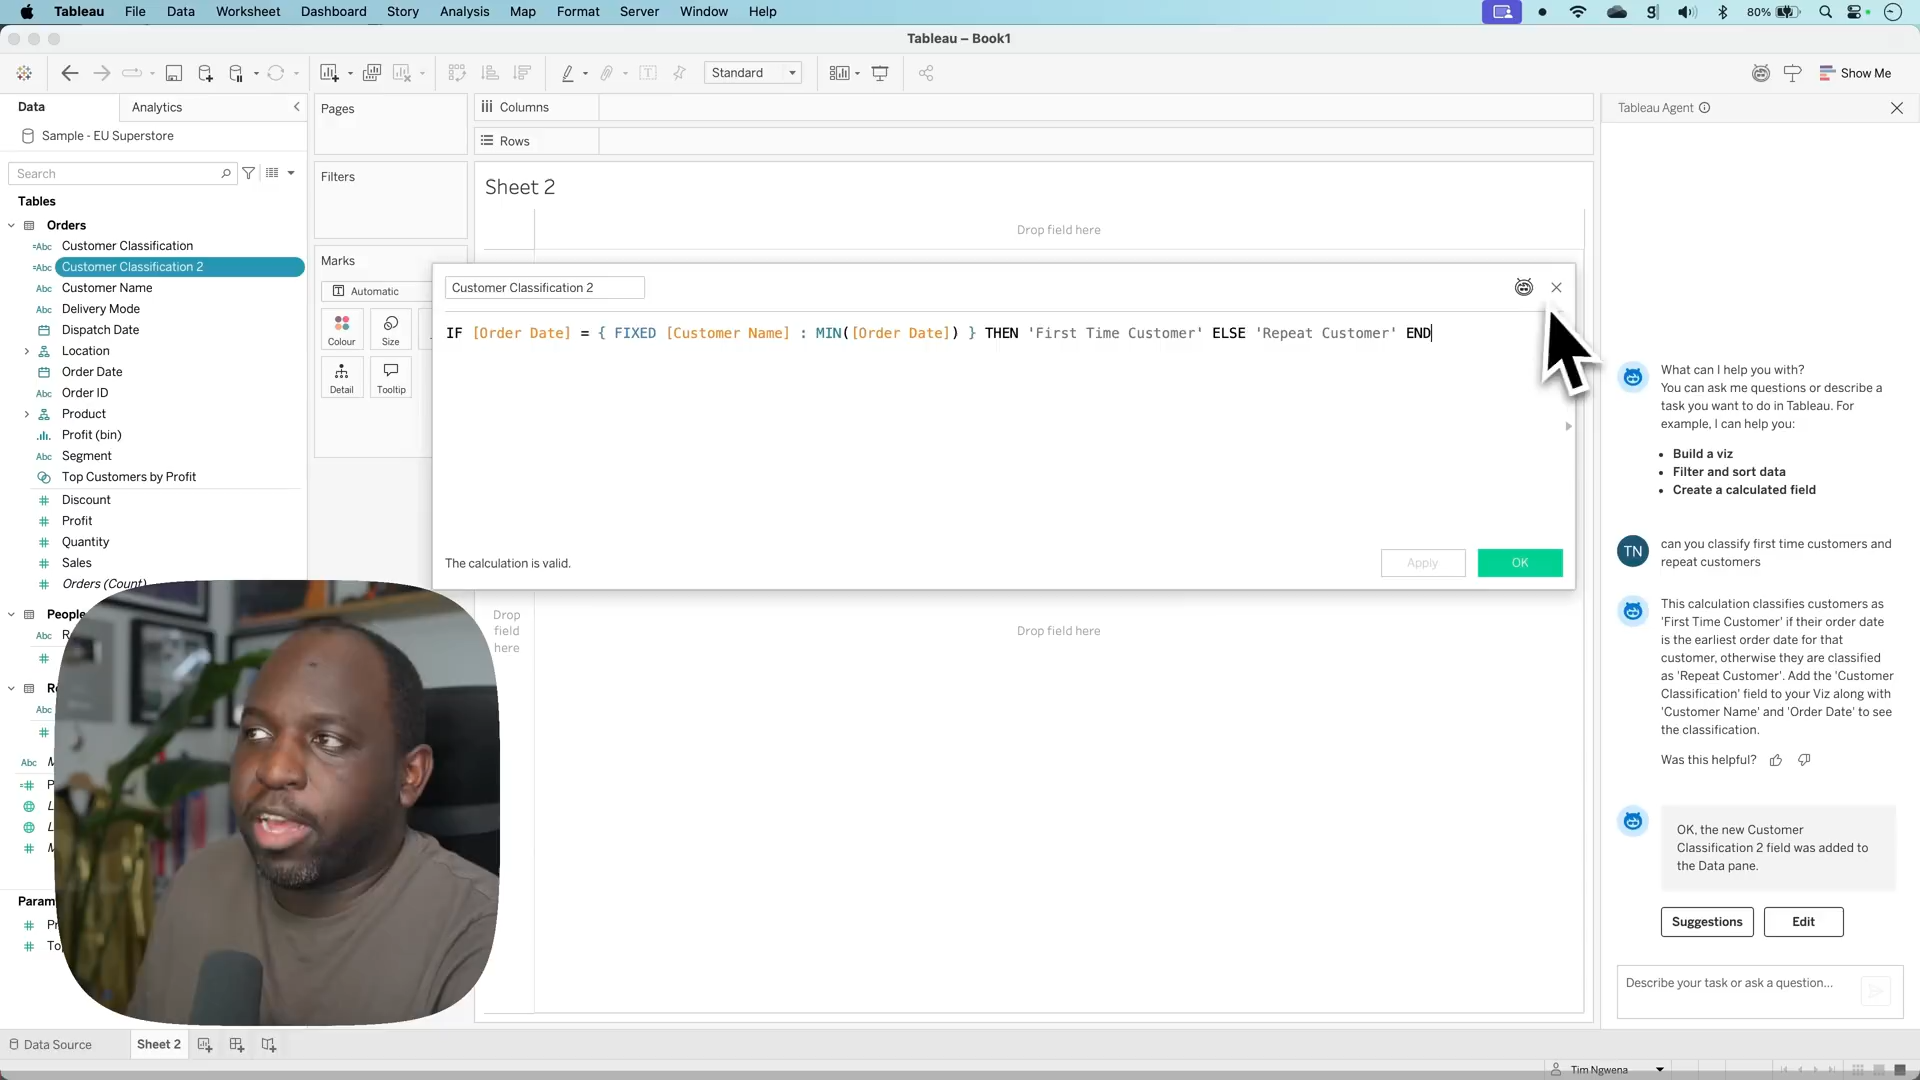 Tableau File Data Worksheet Dashboard Story Analysis Map Format Server Window Help
80%
Tableau – Book1
Standard
Show Me
Data
Analytics
Sample - EU Superstore
Search
Tables
Orders
Customer Classification
Customer Classification 2
Customer Name
Delivery Mode
Dispatch Date
Location
Order Date
Order ID
Product
Profit (bin)
Segment
Top Customers by Profit
Discount
Profit
Quantity
Sales
Orders (Count)
People
Pages
Filters
Marks
Automatic
Colour
Size
Detail
Tooltip
Columns
Rows
Sheet 2
Drop field here
Customer Classification 2
IF [Order Date] = { FIXED [Customer Name] : MIN([Order Date]) } THEN 'First Time Customer' ELSE 'Repeat Customer' END
The calculation is valid.
Apply
OK
Drop
field
here
Drop field here
Tableau Agent
What can I help you with?
You can ask me questions or describe a
task you want to do in Tableau. For
example, I can help you:
• Build a viz
• Filter and sort data
• Create a calculated field
TN
can you classify first time customers and
repeat customers
This calculation classifies customers as
'First Time Customer' if their order date
is the earliest order date for that
customer, otherwise they are classified
as 'Repeat Customer'. Add the 'Customer
Classification' field to your Viz along with
'Customer Name' and 'Order Date' to see
the classification.
Was this helpful?
OK, the new Customer
Classification 2 field was added to
the Data pane.
Suggestions
Edit
Describe your task or ask a question...
Data Source
Sheet 2
Tim Ngwena